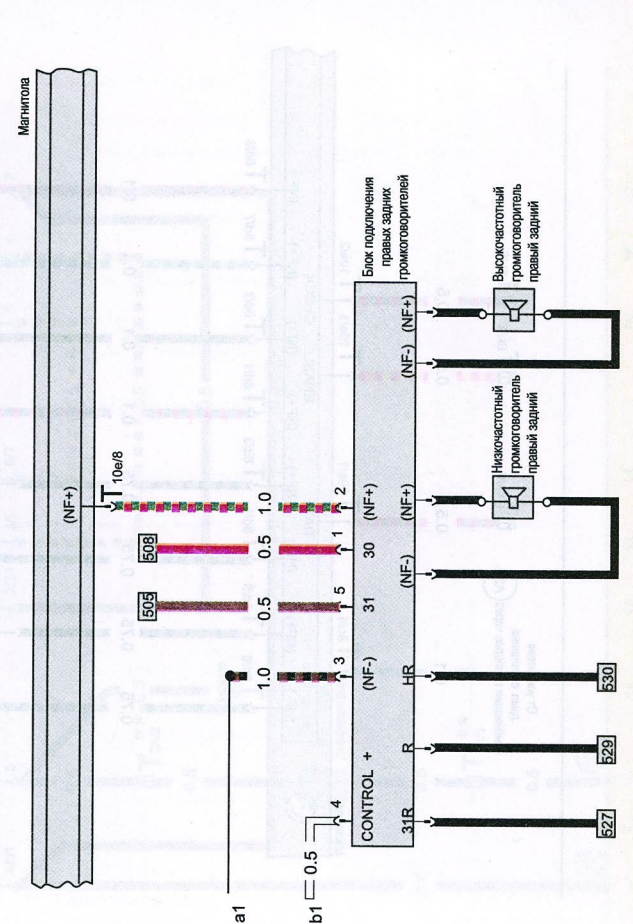 Магнитола
(NF+)
10e/8
508
505
1.0
0.5
0.5
1.0
a1
b1
0.5
2
1
5
3
4
Блок подключения
правых задних
громкоговорителей
(NF+)
30
31
(NF-)
CONTROL +
(NF+)
(NF-)
(NF+)
(NF-)
HR
R
31R
Высокочастотный
громкоговоритель
правый задний
Низкочастотный
громкоговоритель
правый задний
530
529
527